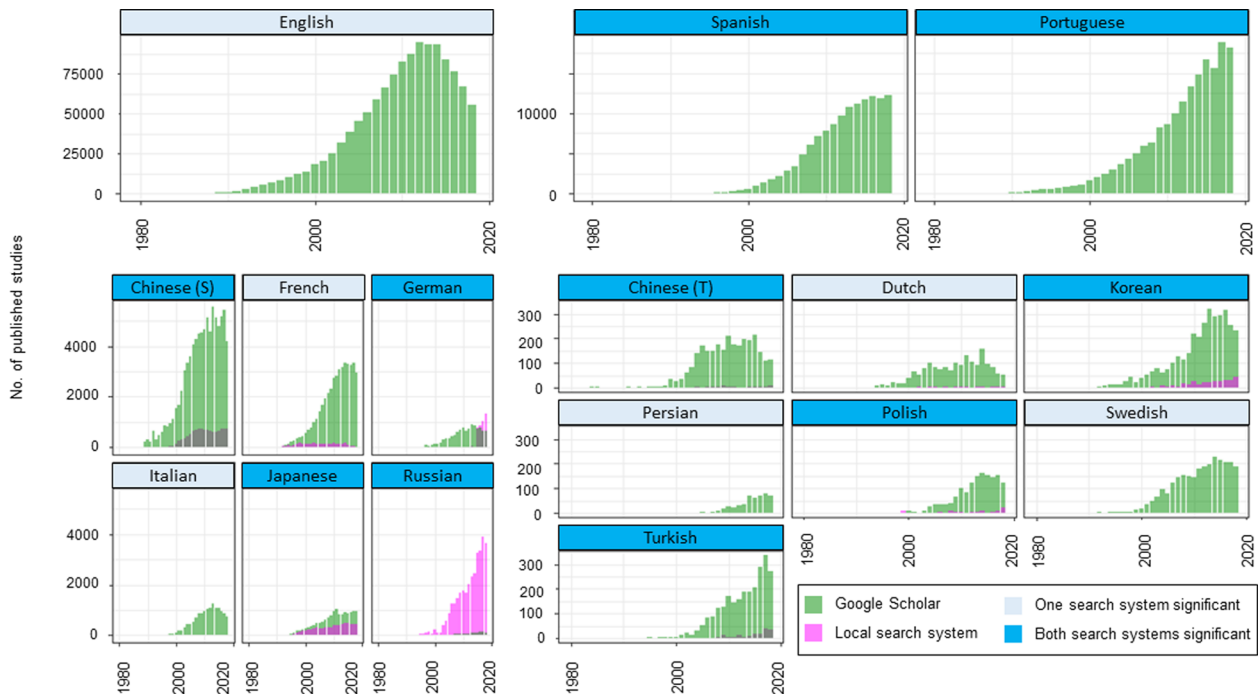 English
Spanish
Portuguese
75000
50000
25000
0
10000
0
1980
2000
2020
1980
2000
2020
1980
2000
2020
No. of published studies
Chinese (S)
French
German
4000
2000
0
Italian
Japanese
Russian
4000
2000
0
1980
2000
2020
1980
2000
2020
1980
2000
2020
Chinese (T)
Dutch
Korean
300
200
100
0
Persian
Polish
Swedish
300
200
100
0
1980
2000
2020
1980
2000
2020
Turkish
300
200
100
0
1980
2000
2020
Google Scholar
One search system significant
Local search system
Both search systems significant